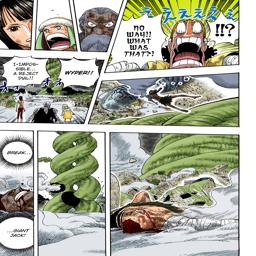 NO
WAY!!
WHAT
WAS
THAT?!
!!?
WYPER!!
I-IMPOS-
SIBLE...
A REJECT
DIAL!!
BREAK...
...GIANT
JACK!